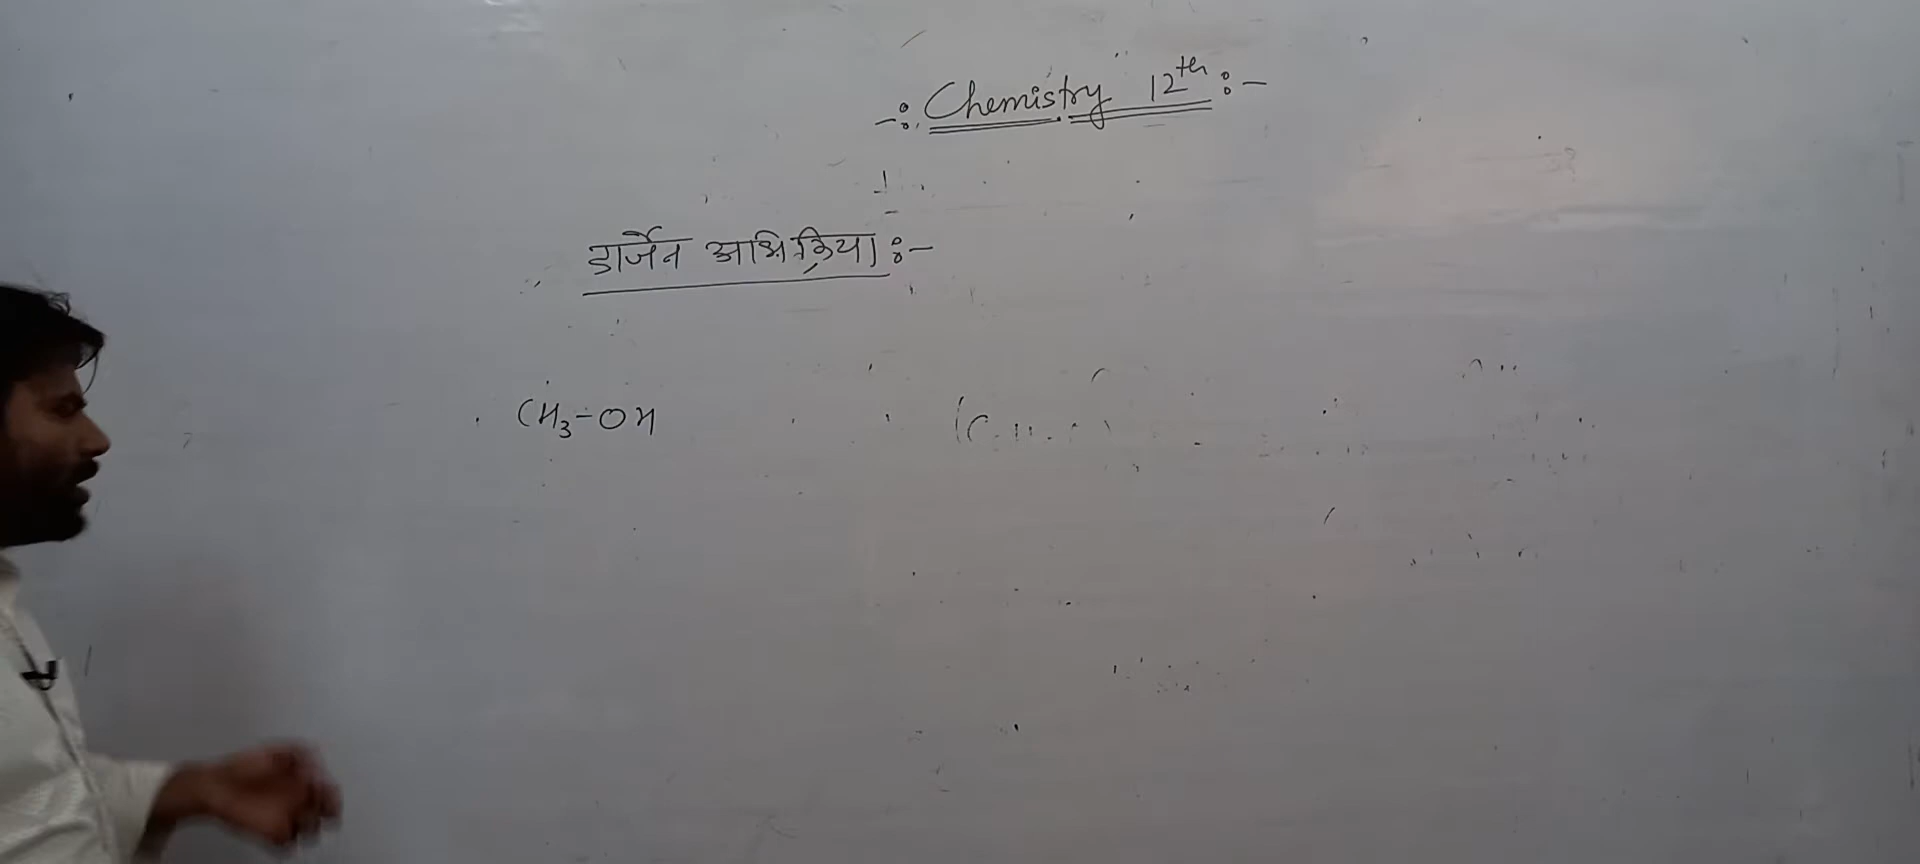 -: Chemistry 12th :-
डार्जेन अभिक्रिया :-
CH3-OH